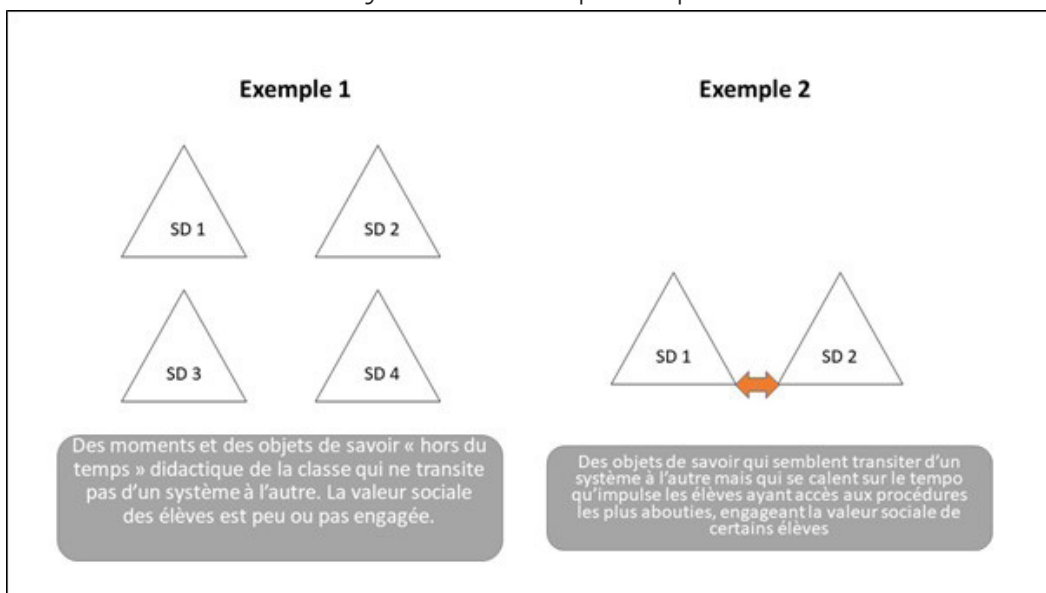 Exemple 1
Exemple 2
SD 1
SD 2
SD 3
SD 4
SD 1
SD 2
Des moments et des objets de savoir « hors du
temps » didactique de la classe qui ne transite
pas d'un système à l'autre. La valeur sociale
des élèves est peu ou pas engagée.
Des objets de savoir qui semblent transiter d'un
système à l'autre mais qui se calent sur le tempo
qu'impulse les élèves ayant accès aux procédures
les plus abouties, engageant la valeur sociale de
certains élèves